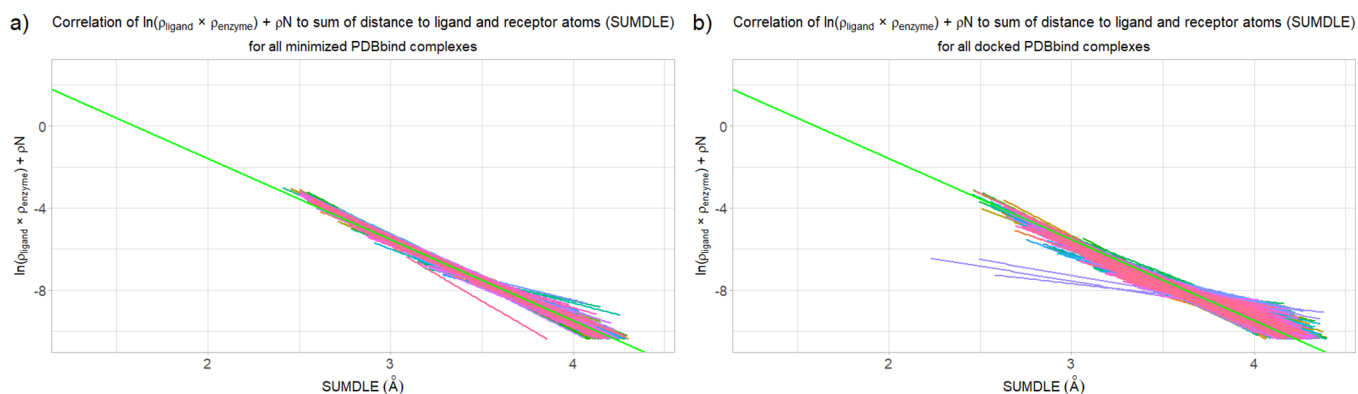 a) Correlation of ln(ρligand × ρenzyme) + ρN to sum of distance to ligand and receptor atoms (SUMDLE)
for all minimized PDBbind complexes
0
-4
-8
ln(ρligand × ρenzyme) + ρN
2 3 4
SUMDLE (Å)
b) Correlation of ln(ρligand × ρenzyme) + ρN to sum of distance to ligand and receptor atoms (SUMDLE)
for all docked PDBbind complexes
0
-4
-8
ln(ρligand × ρenzyme) + ρN
2 3 4
SUMDLE (Å)